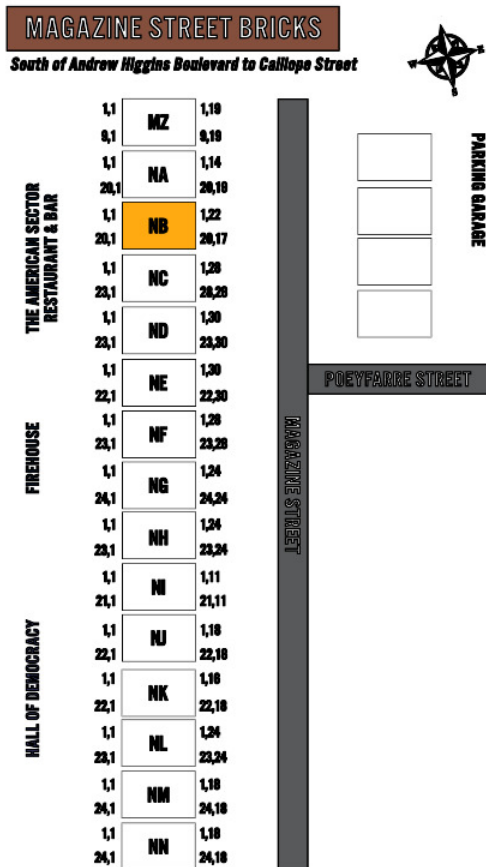 MAGAZINE STREET BRICKS
South of Andrew Higgins Boulevard to Calliope Street
N
E
S
W
PARKING GARAGE
THE AMERICAN SECTOR
RESTAURANT & BAR
FIREHOUSE
HALL OF DEMOCRACY
MAGAZINE STREET
POEYFARRE STREET
1,1 1,19
MZ
9,1 9,19
1,1 1,14
NA
20,1 20,18
1,1 1,22
NB
20,1 20,17
1,1 1,28
NC
23,1 28,28
1,1 1,30
ND
23,1 23,30
1,1 1,30
NE
22,1 22,30
1,1 1,28
NF
23,1 23,28
1,1 1,24
NG
24,1 24,24
1,1 1,24
NH
23,1 23,24
1,1 1,11
NI
21,1 21,11
1,1 1,18
NJ
22,1 22,18
1,1 1,16
NK
22,1 22,18
1,1 1,24
NL
23,1 23,24
1,1 1,18
NM
24,1 24,18
1,1 1,18
NN
24,1 24,18